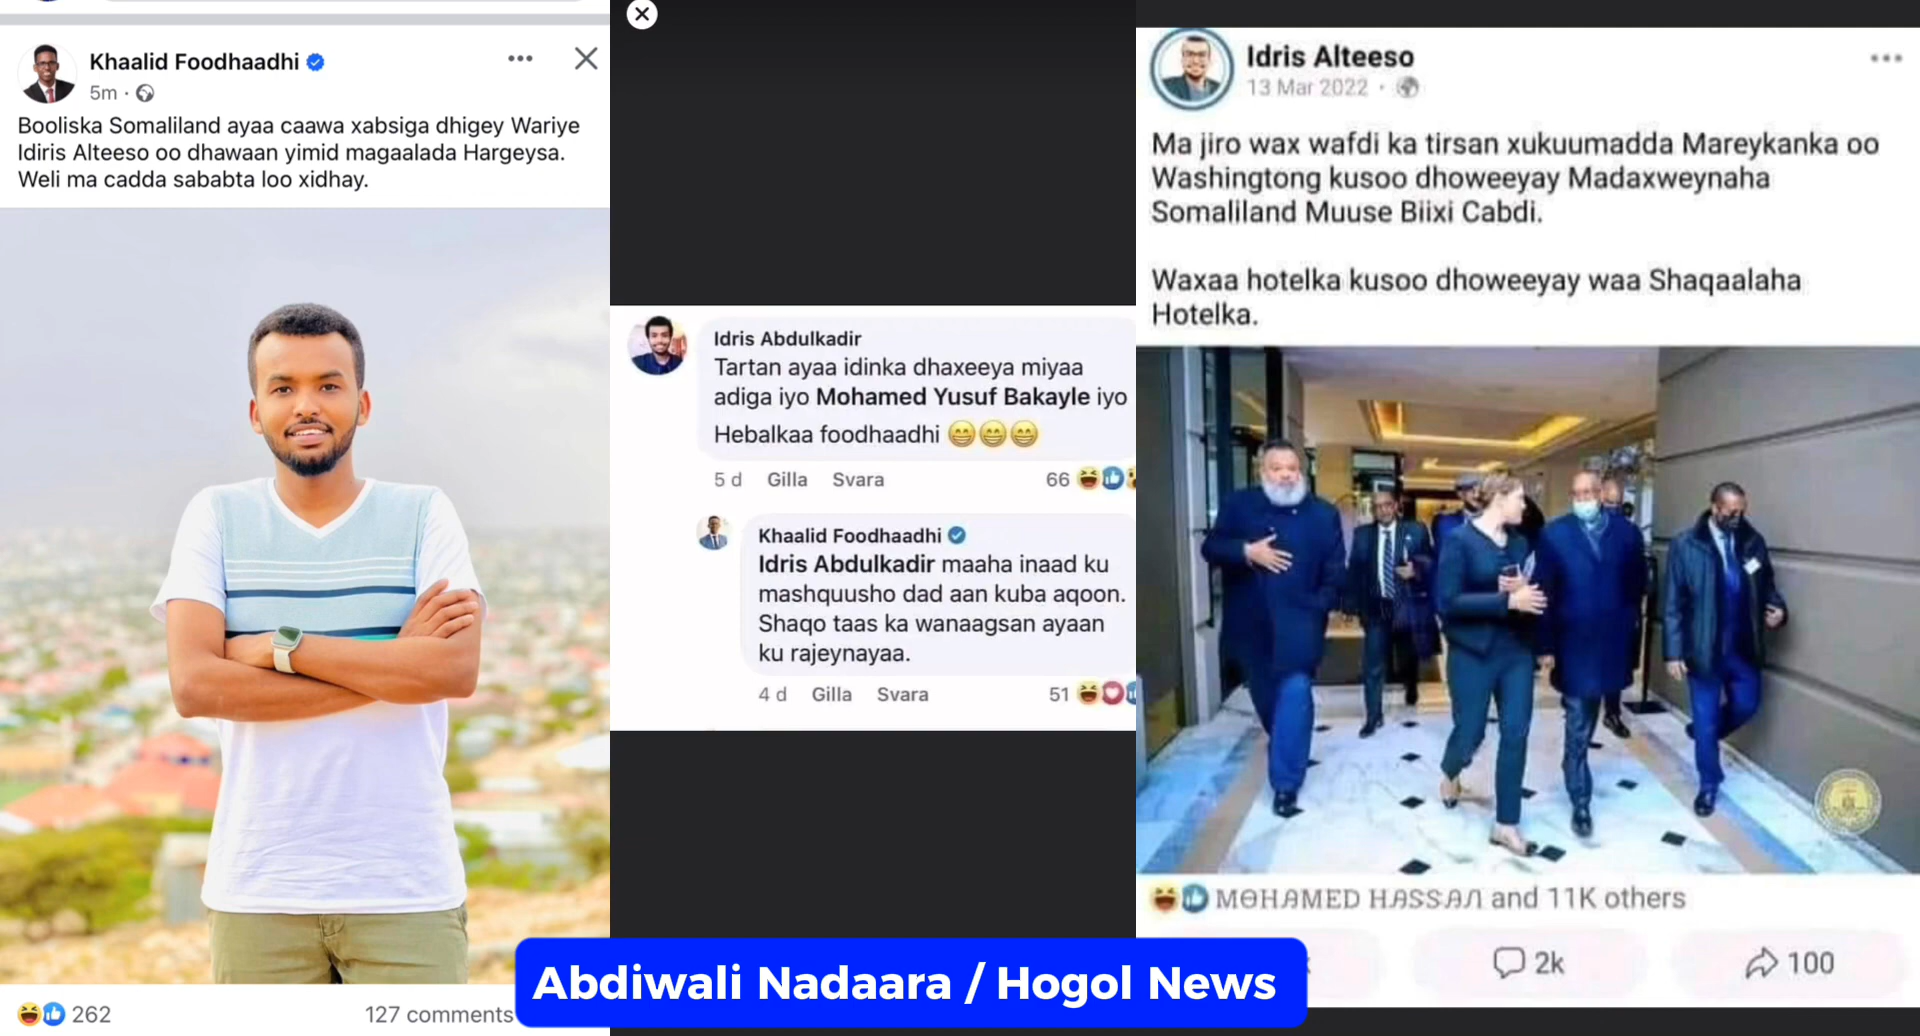 Khaalid Foodhaadhi
5m
Booliska Somaliland ayaa caawa xabsiga dhigey Wariye
Idiris Alteeso oo dhawaan yimid magaalada Hargeysa.
Weli ma cadda sababta loo xidhay.
262
127 comments
Idris Abdulkadir
Tartan ayaa idinka dhaxeeya miyaa
adiga iyo Mohamed Yusuf Bakayle iyo
Hebalkaa foodhaadhi 😁😁😁
5 d Gilla Svara 66
Khaalid Foodhaadhi
Idris Abdulkadir maaha inaad ku
mashquusho dad aan kuba aqoon.
Shaqo taas ka wanaagsan ayaan
ku rajeynayaa.
4 d Gilla Svara 51
Idris Alteeso
13 Mar 2022
Ma jiro wax wafdi ka tirsan xukuumadda Mareykanka oo
Washingtong kusoo dhoweeyay Madaxweynaha
Somaliland Muuse Biixi Cabdi.
Waxaa hotelka kusoo dhoweeyay waa Shaqaalaha
Hotelka.
MΘHAMED HASSAN and 11K others
2k
100
Abdiwali Nadaara / Hogol News